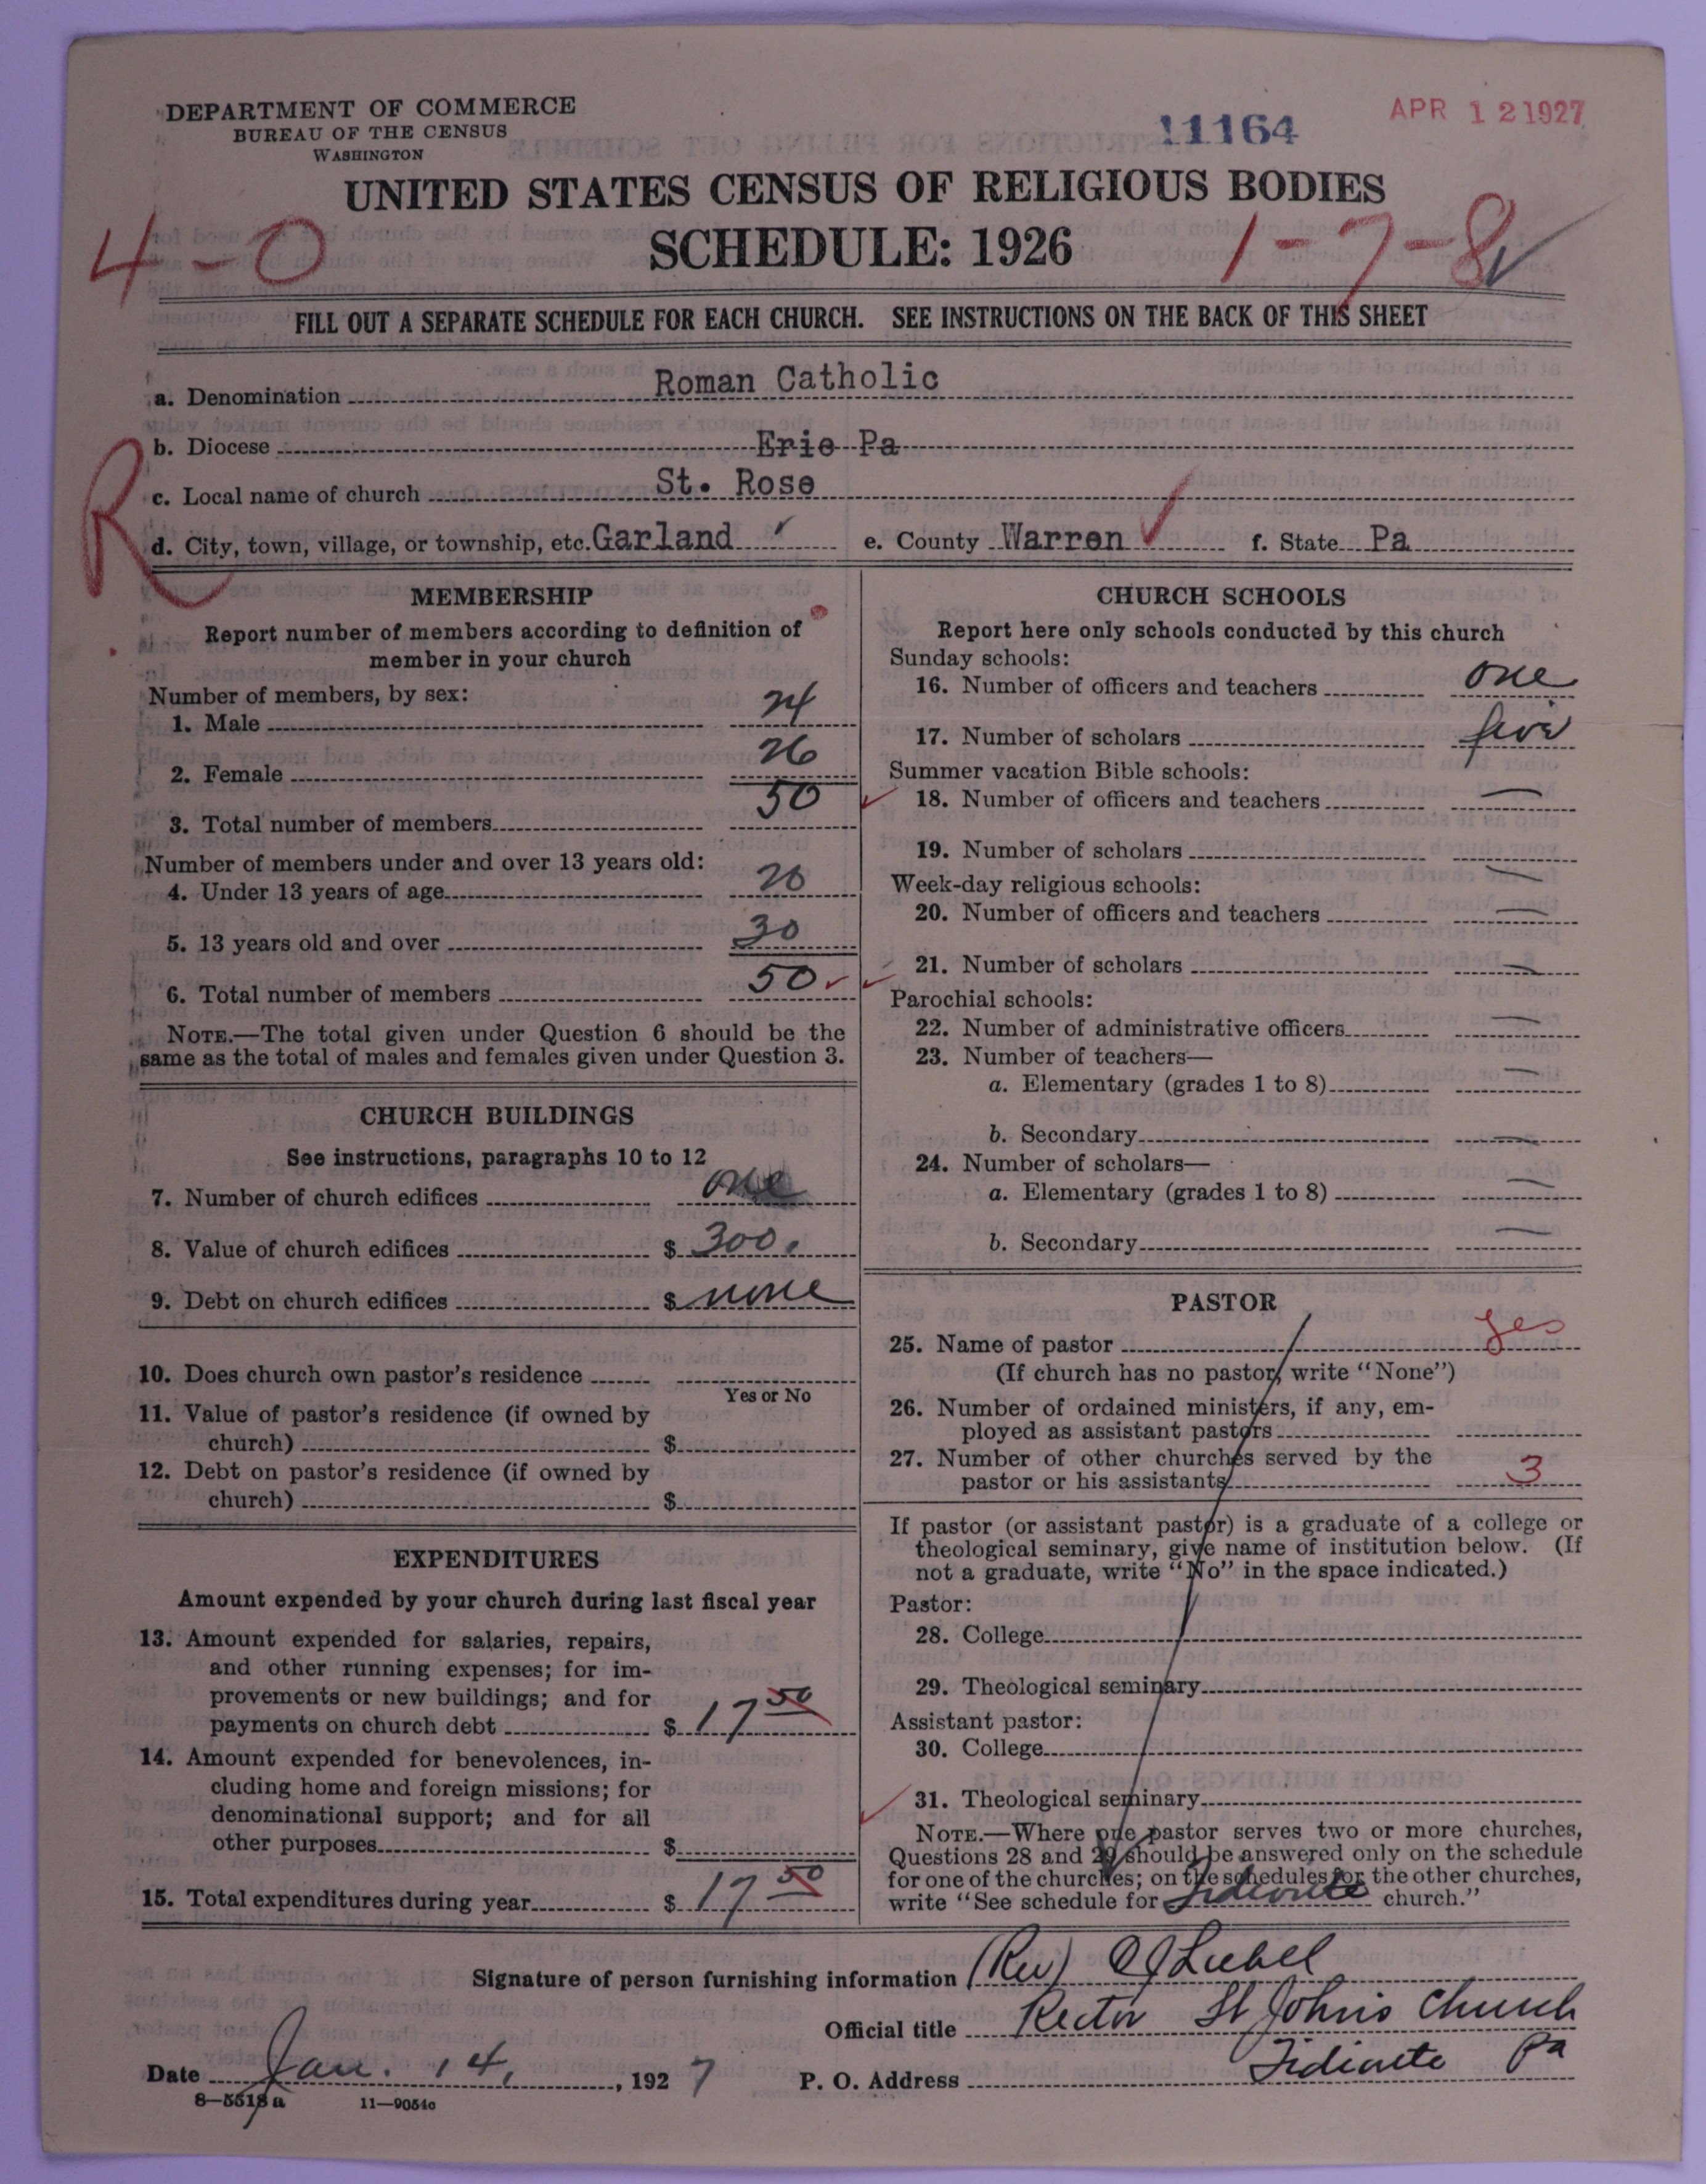 DEPARTMENT OF COMMERCE
BUREAU OF THE CENSUS
WASHINGTON
11164
APR 12 1927
UNITED STATES CENSUS OF RELIGIOUS BODIES
SCHEDULE: 1926
4-0
1-7-8
FILL OUT A SEPARATE SCHEDULE FOR EACH CHURCH. SEE INSTRUCTIONS ON THE BACK OF THIS SHEET
a. Denomination Roman Catholic
b. Diocese Erie Pa
c. Local name of church St. Rose
R
d. City, town, village, or township, etc. Garland e. County Warren f. State Pa
MEMBERSHIP
Report number of members according to definition of
member in your church
Number of members, by sex:
1. Male 24
2. Female 26
3. Total number of members 50
Number of members under and over 13 years old:
4. Under 13 years of age 20
5. 13 years old and over 30
6. Total number of members 50
NOTE.—The total given under Question 6 should be the
same as the total of males and females given under Question 3.
CHURCH BUILDINGS
See instructions, paragraphs 10 to 12
7. Number of church edifices one
8. Value of church edifices $ 300.
9. Debt on church edifices $ none
10. Does church own pastor's residence
Yes or No
11. Value of pastor's residence (if owned by
church) $
12. Debt on pastor's residence (if owned by
church) $
EXPENDITURES
Amount expended by your church during last fiscal year
13. Amount expended for salaries, repairs,
and other running expenses; for im-
provements or new buildings; and for
payments on church debt $ 17 50
14. Amount expended for benevolences, in-
cluding home and foreign missions; for
denominational support; and for all
other purposes $
15. Total expenditures during year $ 17 50
CHURCH SCHOOLS
Report here only schools conducted by this church
Sunday schools:
16. Number of officers and teachers one
17. Number of scholars five
Summer vacation Bible schools:
18. Number of officers and teachers —
19. Number of scholars —
Week-day religious schools:
20. Number of officers and teachers —
21. Number of scholars —
Parochial schools:
22. Number of administrative officers —
23. Number of teachers—
a. Elementary (grades 1 to 8) —
b. Secondary —
24. Number of scholars—
a. Elementary (grades 1 to 8) —
b. Secondary —
PASTOR
25. Name of pastor yes
(If church has no pastor, write "None")
26. Number of ordained ministers, if any, em-
ployed as assistant pastors
27. Number of other churches served by the
pastor or his assistants 3
If pastor (or assistant pastor) is a graduate of a college or
theological seminary, give name of institution below. (If
not a graduate, write "No" in the space indicated.)
Pastor:
28. College
29. Theological seminary
Assistant pastor:
30. College
31. Theological seminary
NOTE.—Where one pastor serves two or more churches,
Questions 28 and 29 should be answered only on the schedule
for one of the churches; on the schedules for the other churches,
write "See schedule for Tidioute church."
Signature of person furnishing information (Rev) C J Liebel
Official title Rector St Johns Church
Date Jan. 14, 1927 P. O. Address Tidioute Pa
8—5518 a 11—9054c